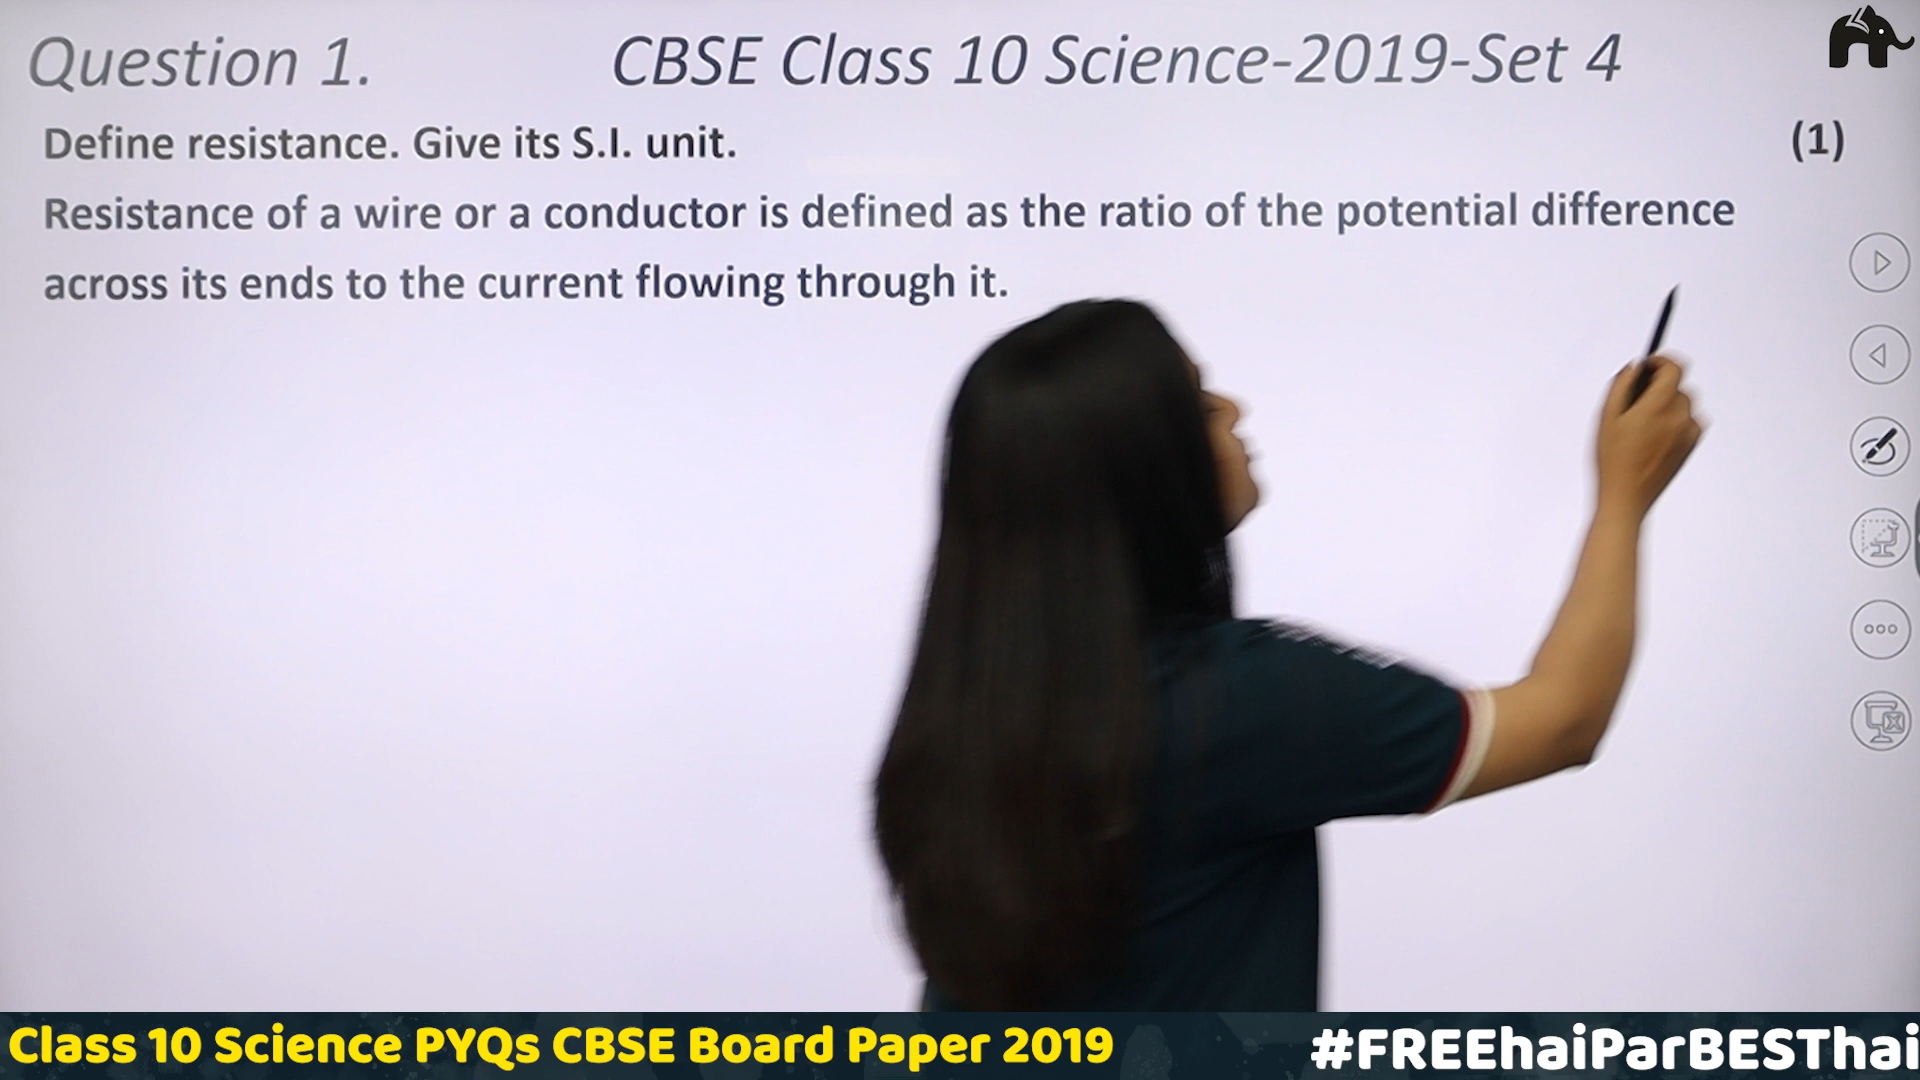 Question 1.
CBSE Class 10 Science-2019-Set 4
Define resistance. Give its S.I. unit.
(1)
Resistance of a wire or a conductor is defined as the ratio of the potential difference
across its ends to the current flowing through it.
Class 10 Science PYQs CBSE Board Paper 2019
#FREEhaiParBESThai